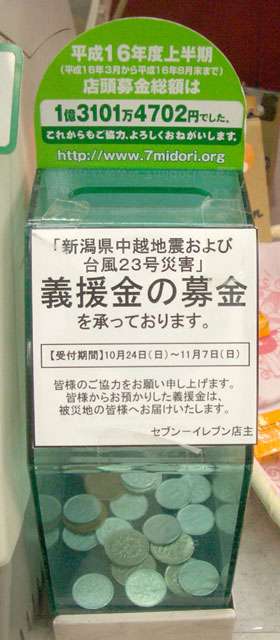 平成16年度上半期
(平成16年3月から平成16年8月末まで)
店頭募金総額は
1億3101万4702円でした。
これからもご協力、よろしくおねがいします。
http://www.7midori.org
「新潟県中越地震および
台風23号災害」
義援金の募金
を承っております。
【受付期間】10月24日(日)～11月7日(日)
皆様のご協力をお願い申し上げます。
皆様からお預かりした義援金は、
被災地の皆様へお届けいたします。
セブン－イレブン店主